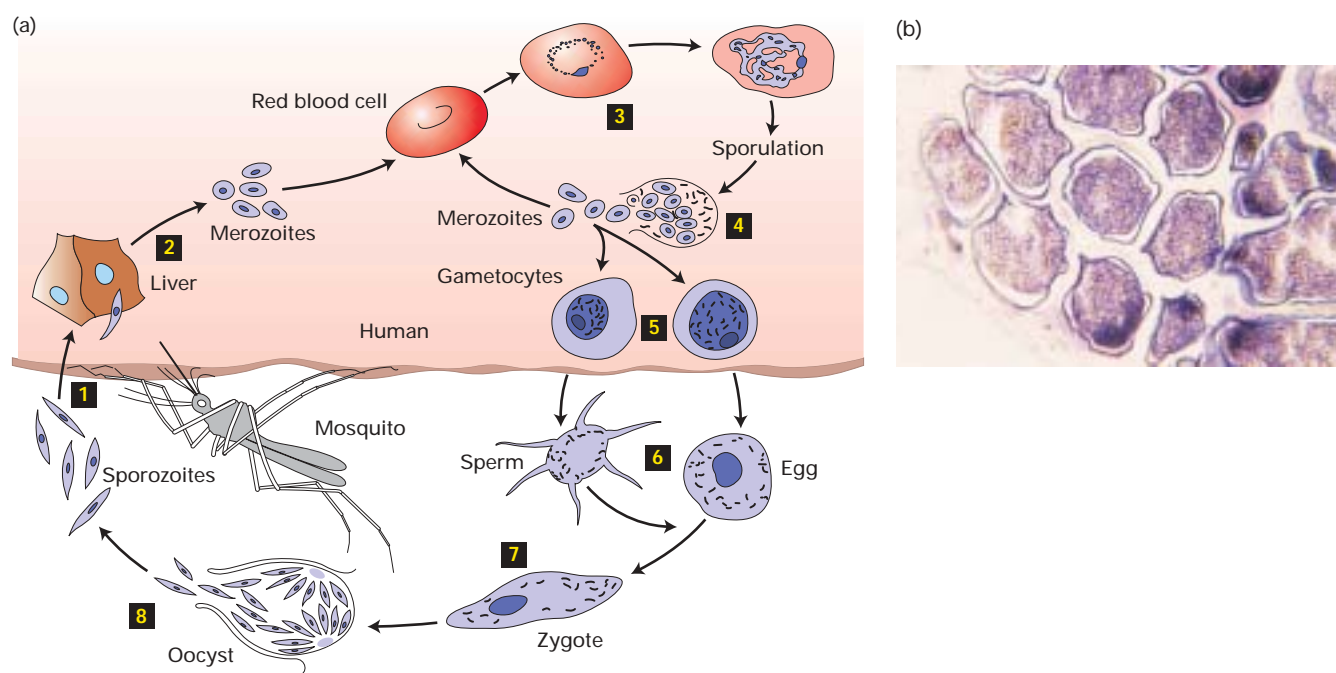 (a)
(b)
Red blood cell
3
Sporulation
Merozoites
2
Merozoites
4
Liver
Gametocytes
5
Human
1
Mosquito
Sporozoites
Sperm
6
Egg
7
8
Zygote
Oocyst